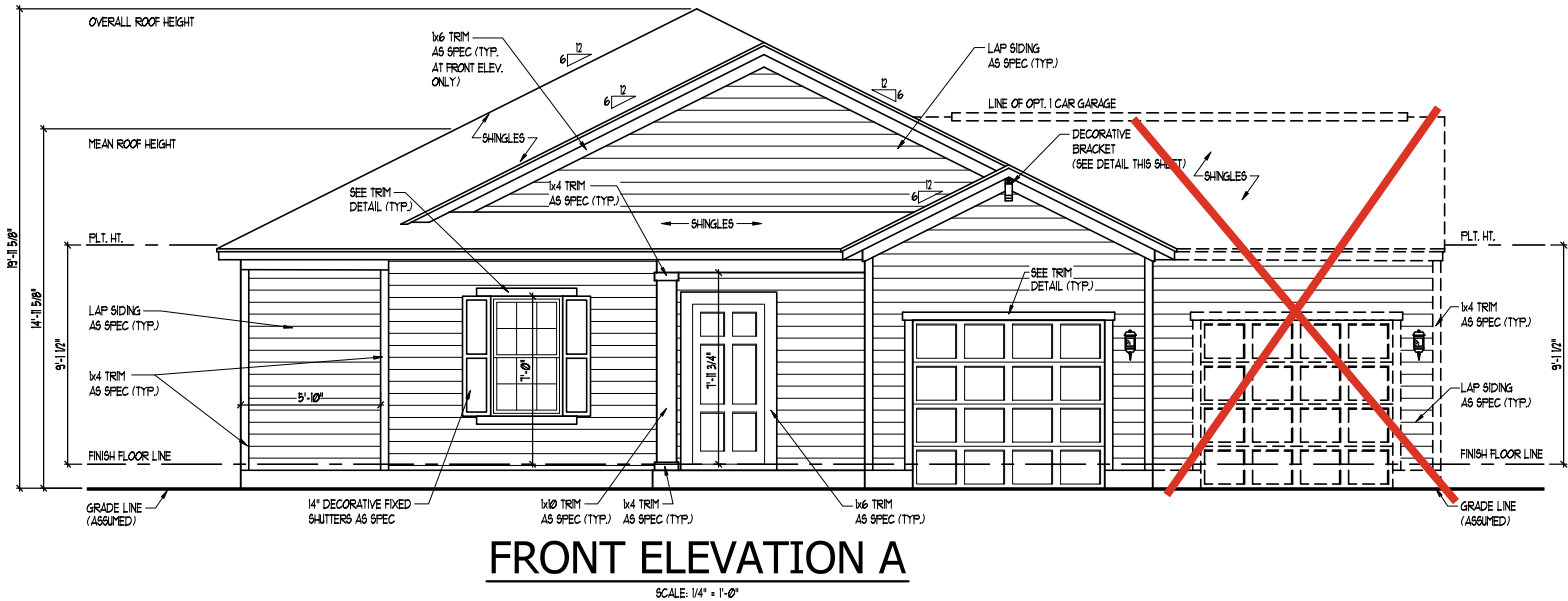 OVERALL ROOF HEIGHT
12
6
1x6 TRIM
AS SPEC (TYP.
AT FRONT ELEV.
ONLY)
12
6
12
6
LAP SIDING
AS SPEC (TYP.)
LINE OF OPT. 1 CAR GARAGE
MEAN ROOF HEIGHT
SHINGLES
DECORATIVE
BRACKET
(SEE DETAIL THIS SHEET)
SHINGLES
SEE TRIM
DETAIL (TYP.)
1x4 TRIM
AS SPEC (TYP.)
12
6
SHINGLES
PLT. HT.
PLT. HT.
19'-11 5/8"
14'-11 5/8"
9'-1 1/2"
SEE TRIM
DETAIL (TYP.)
LAP SIDING
AS SPEC (TYP.)
1x4 TRIM
AS SPEC (TYP.)
1x4 TRIM
AS SPEC (TYP.)
5'-10"
7'-0"
7'-11 3/4"
9'-1 1/2"
LAP SIDING
AS SPEC (TYP.)
FINISH FLOOR LINE
FINISH FLOOR LINE
GRADE LINE
(ASSUMED)
14" DECORATIVE FIXED
SHUTTERS AS SPEC
1x10 TRIM
AS SPEC (TYP.)
1x4 TRIM
AS SPEC (TYP.)
1x6 TRIM
AS SPEC (TYP.)
GRADE LINE
(ASSUMED)
FRONT ELEVATION A
SCALE: 1/4" = 1'-0"